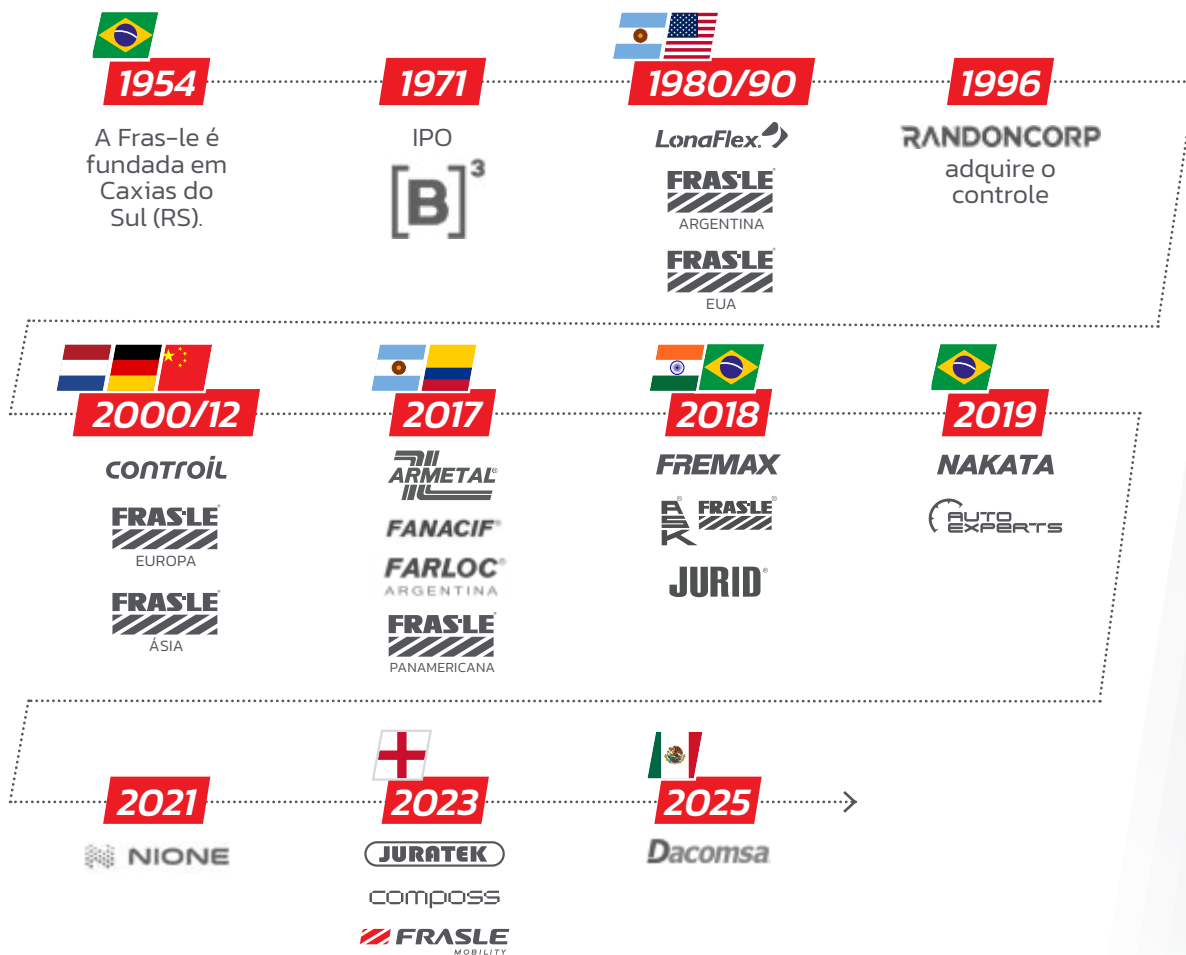 1954
A Fras-le é
fundada em
Caxias do
Sul (RS).
1971
IPO
[B]³
1980/90
LonaFlex.
FRAS-LE®
ARGENTINA
FRAS-LE®
EUA
1996
RANDONCORP
adquire o
controle
2000/12
CONTROIL
FRAS-LE®
EUROPA
FRAS-LE®
ÁSIA
2017
ARMETAL®
FANACIF®
FARLOC®
ARGENTINA
FRAS-LE®
PANAMERICANA
2018
FREMAX
ASK® FRAS-LE®
JURID®
2019
NAKATA
AUTO
EXPERTS
2021
NIONE
2023
JURATEK
composs
FRASLE
MOBILITY
2025
Dacomsa